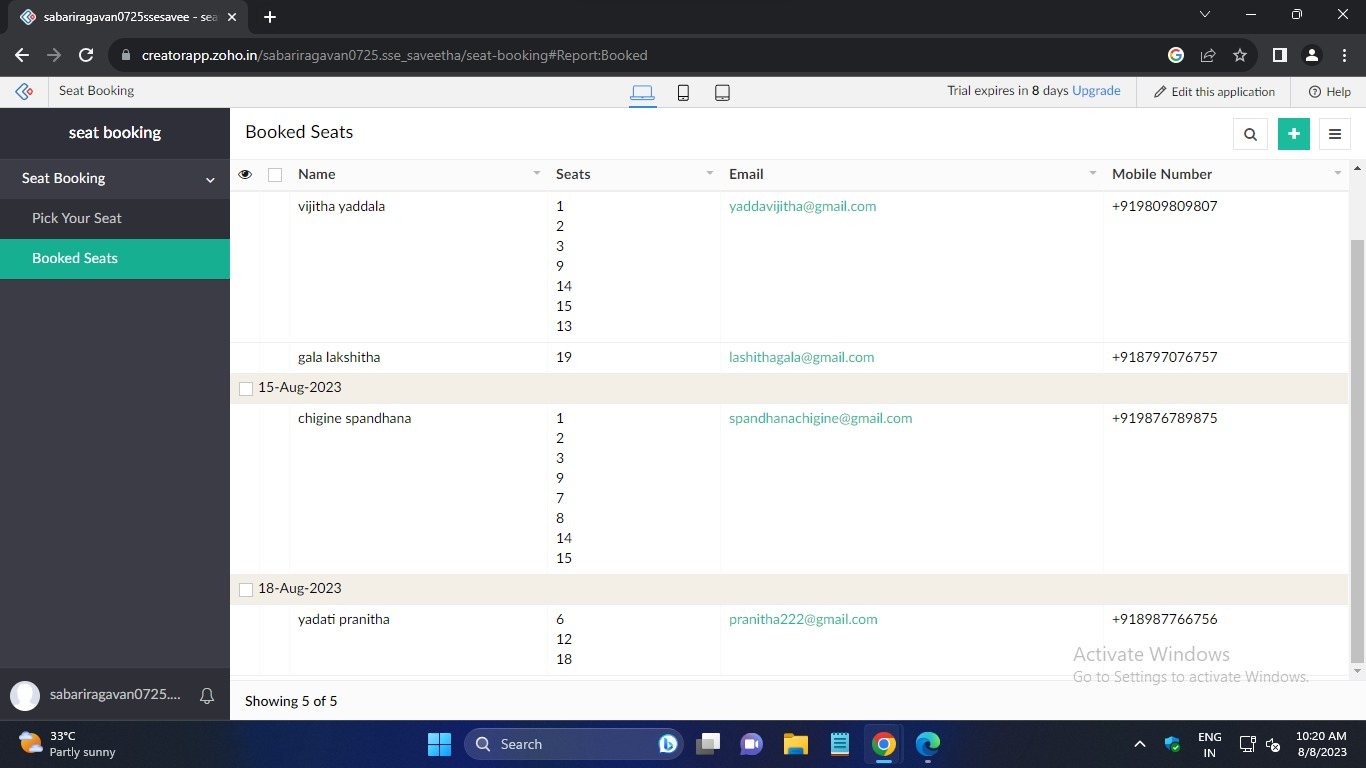 sabariragavan0725ssesavee - sea
creatorapp.zoho.in/sabariragavan0725.sse_saveetha/seat-booking#Report:Booked
Seat Booking
Trial expires in 8 days Upgrade
Edit this application
Help
seat booking
Seat Booking
Pick Your Seat
Booked Seats
sabariragavan0725....
Booked Seats
Name Seats Email Mobile Number
vijitha yaddala 1 yaddavijitha@gmail.com +919809809807
2
3
9
14
15
13
gala lakshitha 19 lashithagala@gmail.com +918797076757
15-Aug-2023
chigine spandhana 1 spandhanachigine@gmail.com +919876789875
2
3
9
7
8
14
15
18-Aug-2023
yadati pranitha 6 pranitha222@gmail.com +918987766756
12
18
Activate Windows
Go to Settings to activate Windows.
Showing 5 of 5
33°C
Partly sunny
Search
ENG
IN
10:20 AM
8/8/2023